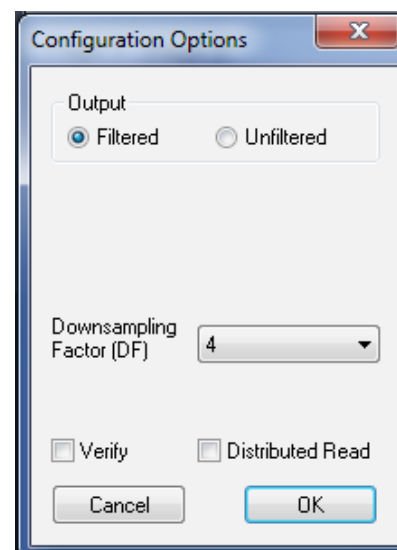 Configuration Options
Output
Filtered
Unfiltered
Downsampling
Factor (DF)
4
Verify
Distributed Read
Cancel
OK